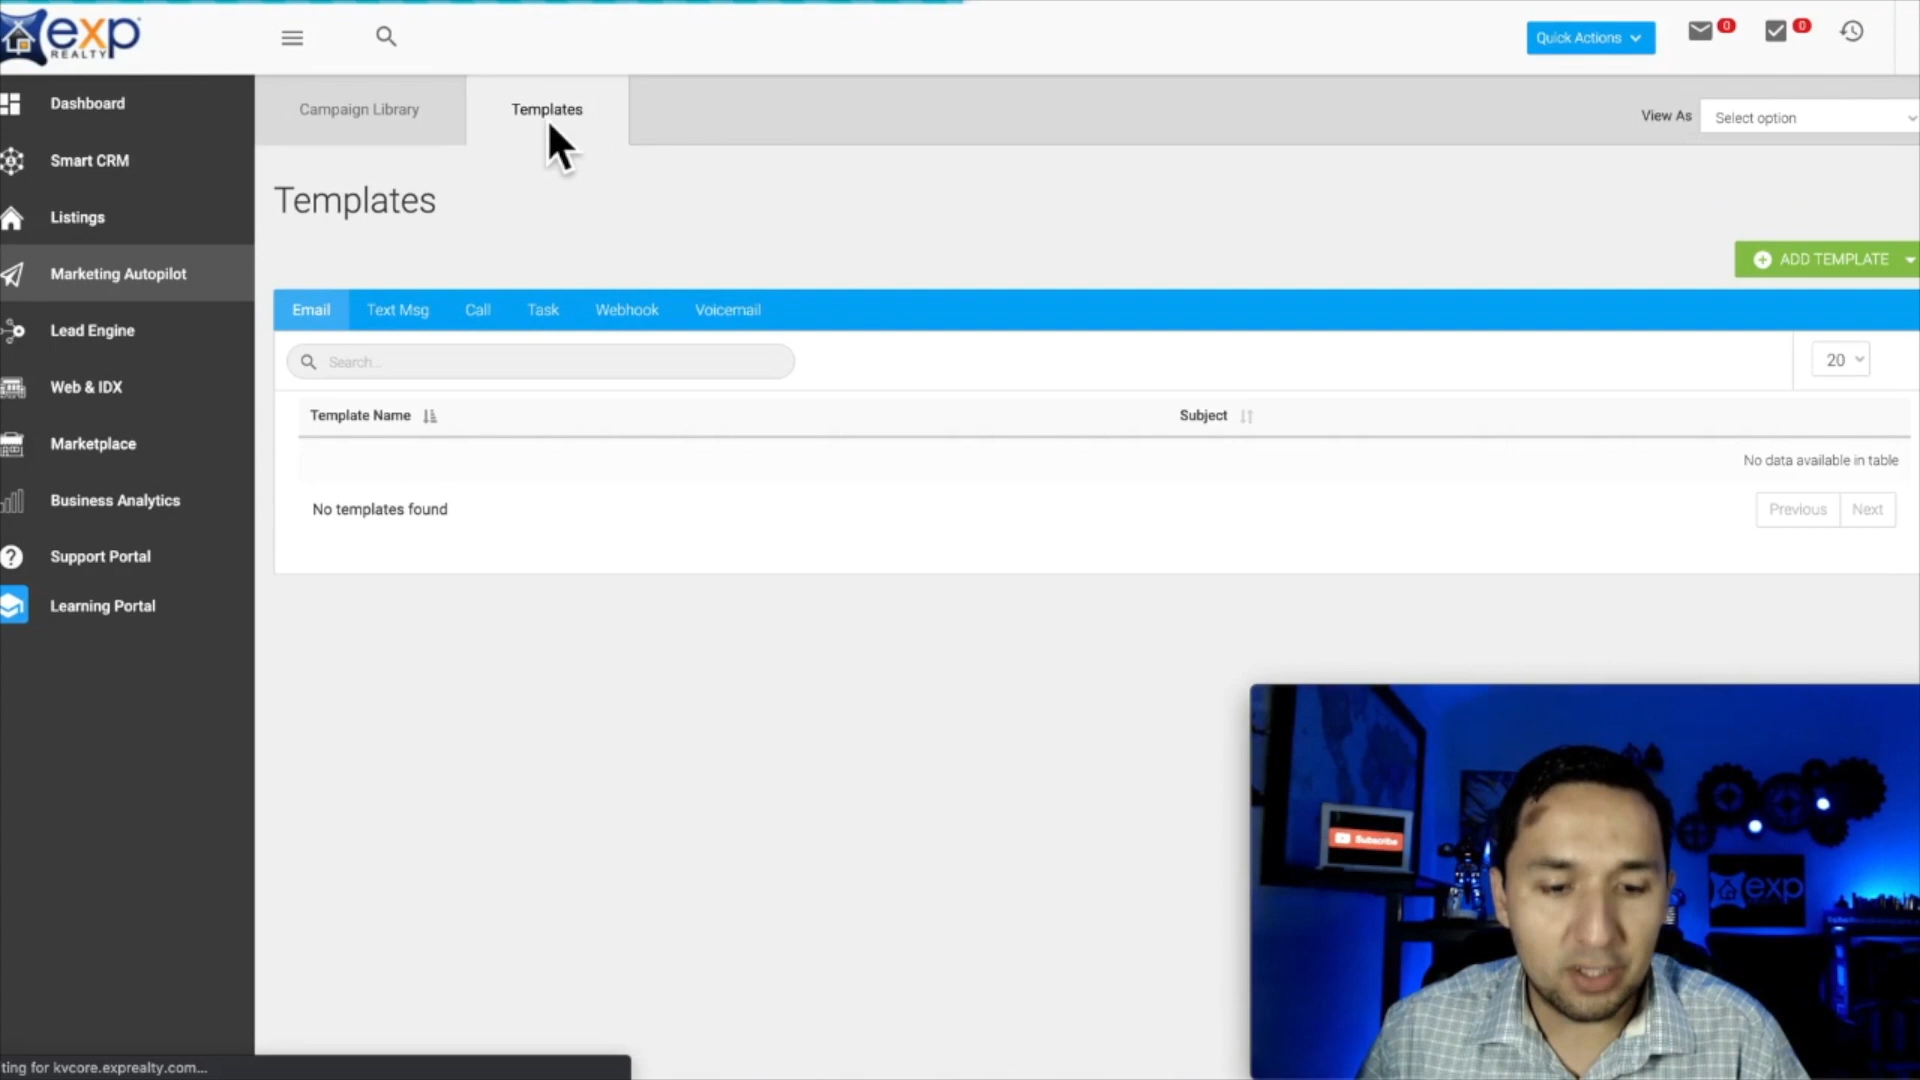 exp
REALTY
Quick Actions
0
0
Dashboard
Campaign Library
Templates
View As
Select option
Smart CRM
Templates
Listings
ADD TEMPLATE
Marketing Autopilot
Email
Text Msg
Call
Task
Webhook
Voicemail
Lead Engine
Search...
20
Web & IDX
Template Name
Subject
Marketplace
No data available in table
Business Analytics
No templates found
Previous
Next
Support Portal
Learning Portal
Subscribe
exp
ting for kvcore.exprealty.com...